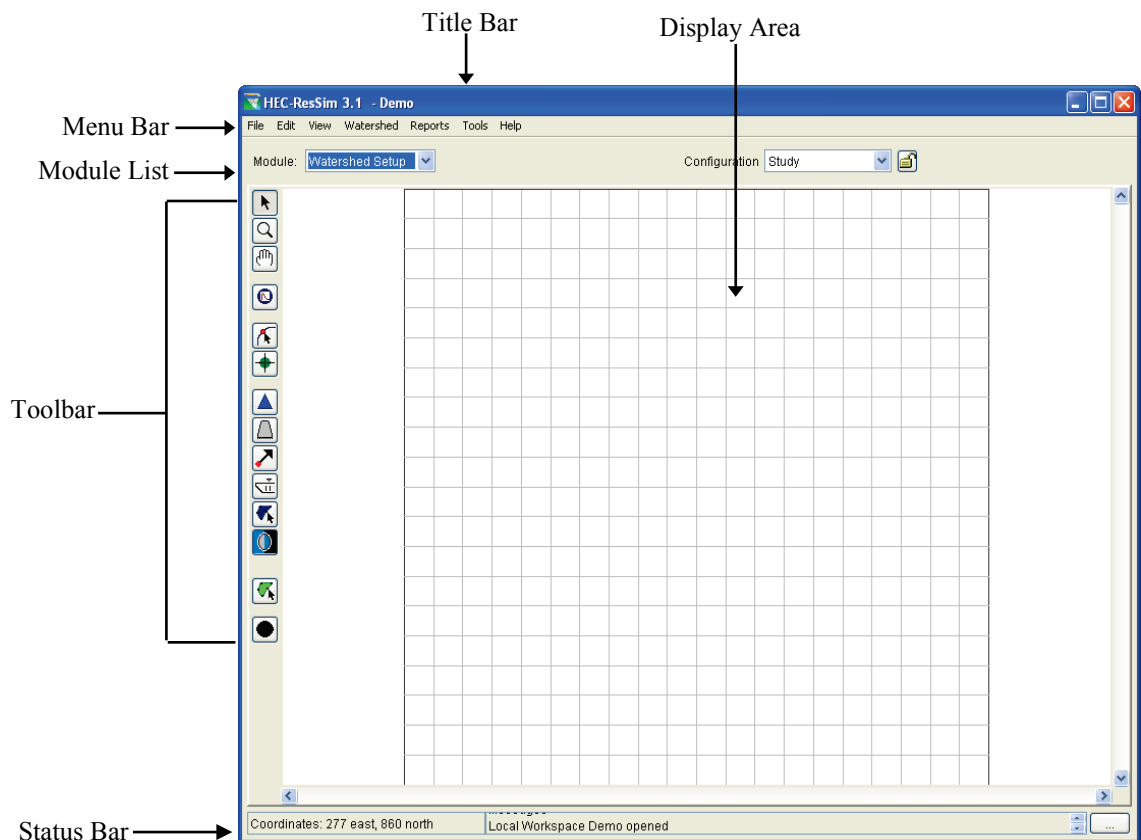 Title Bar
Display Area
HEC-ResSim 3.1 - Demo
Menu Bar
File Edit View Watershed Reports Tools Help
Module List
Module: Watershed Setup
Configuration Study
Toolbar
Status Bar
Coordinates: 277 east, 860 north
Local Workspace Demo opened
...